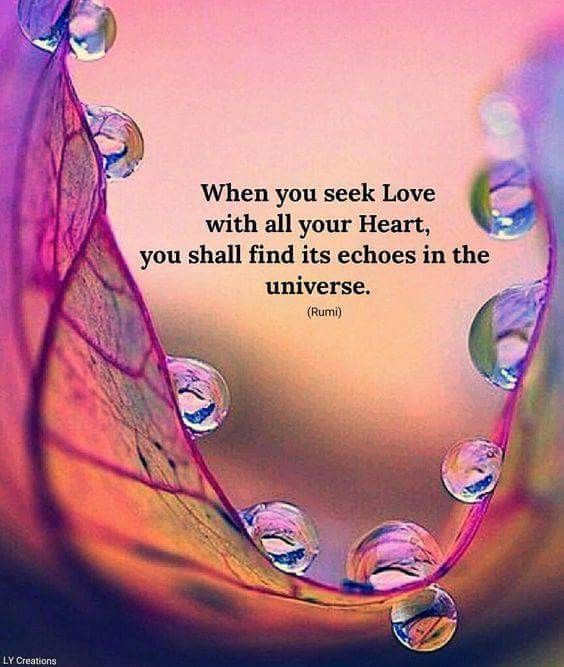 When you seek Love
with all your Heart,
you shall find its echoes in the
universe.
(Rumi)
LY Creations